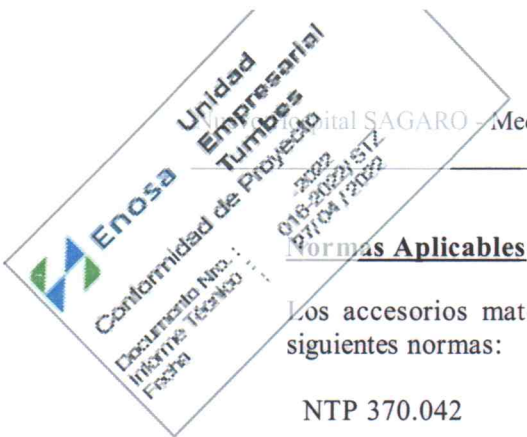 Enosa
Unidad
Empresarial
Tumbes
Conformidad de Proyecto
Documento Nro. : -2022
Informe Técnico : 016-2022/ STZ
Fecha : 27/ 04 / 2022
Hospital SAGARO - Me
Normas Aplicables
Los accesorios mat
siguientes normas:
NTP 370.042